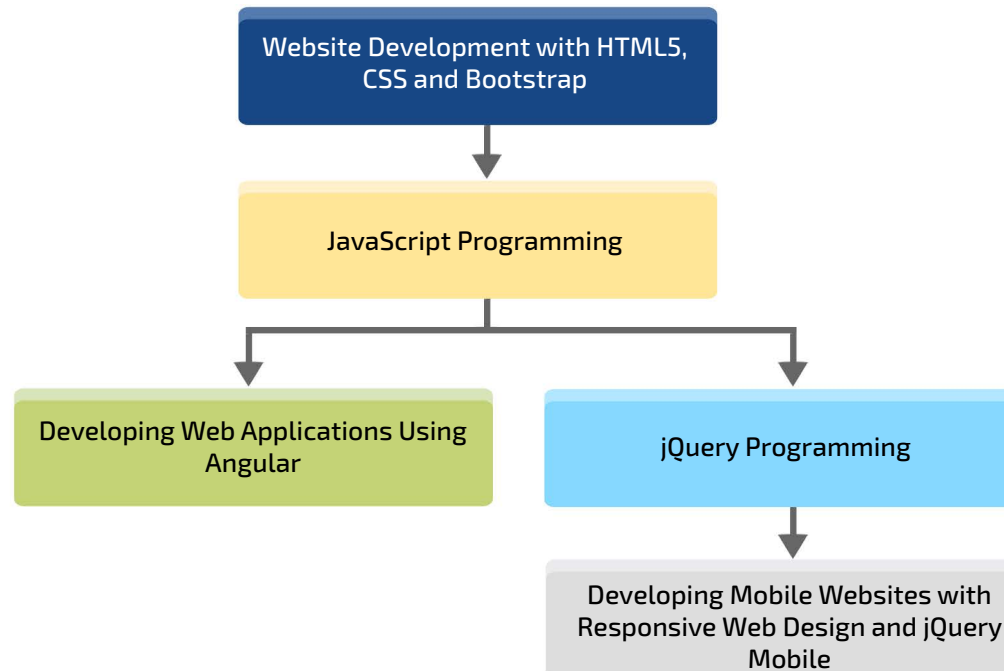 Website Development with HTML5,
CSS and Bootstrap
JavaScript Programming
Developing Web Applications Using
Angular
jQuery Programming
Developing Mobile Websites with
Responsive Web Design and jQuery
Mobile